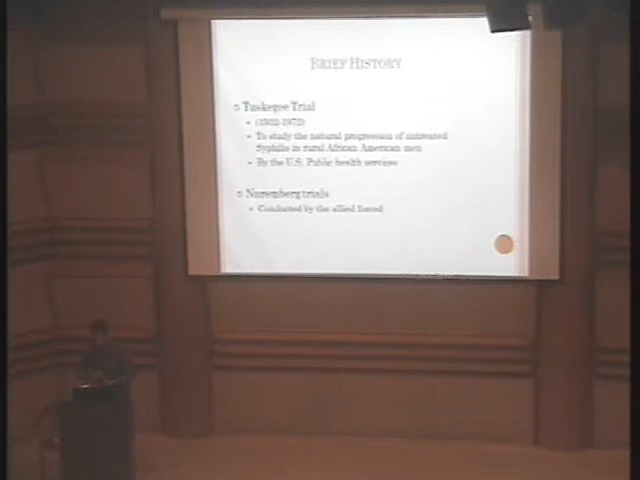 BRIEF HISTORY
Tuskegee Trial
(1932-1972)
To study the natural progression of untreated
Syphilis in rural African American men
By the U.S. Public health services
Nuremberg trials
Conducted by the allied forced